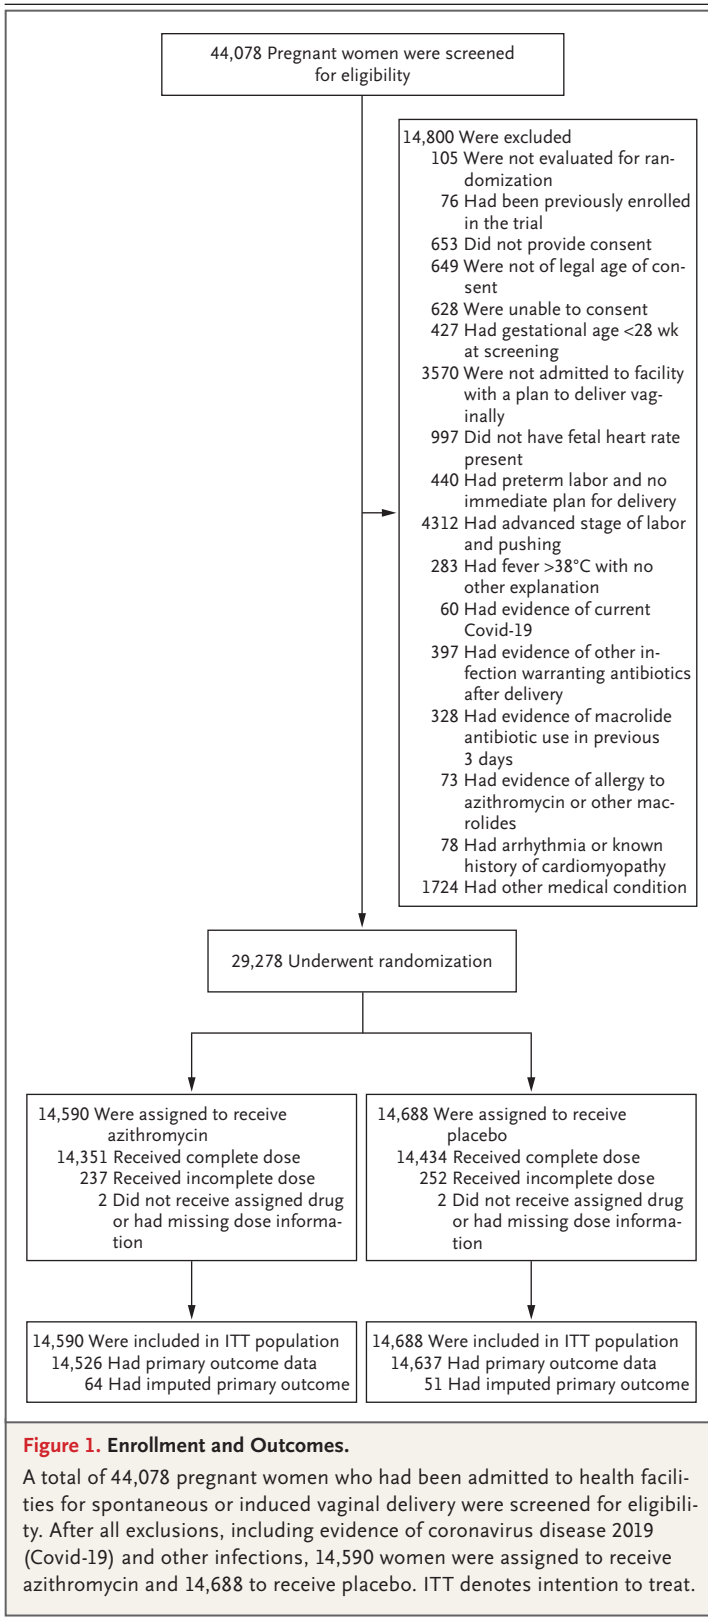 44,078 Pregnant women were screened
for eligibility
14,800 Were excluded
105 Were not evaluated for ran-
domization
76 Had been previously enrolled
in the trial
653 Did not provide consent
649 Were not of legal age of con-
sent
628 Were unable to consent
427 Had gestational age <28 wk
at screening
3570 Were not admitted to facility
with a plan to deliver vag-
inally
997 Did not have fetal heart rate
present
440 Had preterm labor and no
immediate plan for delivery
4312 Had advanced stage of labor
and pushing
283 Had fever >38°C with no
other explanation
60 Had evidence of current
Covid-19
397 Had evidence of other in-
fection warranting antibiotics
after delivery
328 Had evidence of macrolide
antibiotic use in previous
3 days
73 Had evidence of allergy to
azithromycin or other mac-
rolides
78 Had arrhythmia or known
history of cardiomyopathy
1724 Had other medical condition
29,278 Underwent randomization
14,590 Were assigned to receive
azithromycin
14,351 Received complete dose
237 Received incomplete dose
2 Did not receive assigned drug
or had missing dose informa-
tion
14,688 Were assigned to receive
placebo
14,434 Received complete dose
252 Received incomplete dose
2 Did not receive assigned drug
or had missing dose informa-
tion
14,590 Were included in ITT population
14,526 Had primary outcome data
64 Had imputed primary outcome
14,688 Were included in ITT population
14,637 Had primary outcome data
51 Had imputed primary outcome
Figure 1. Enrollment and Outcomes.
A total of 44,078 pregnant women who had been admitted to health facili-
ties for spontaneous or induced vaginal delivery were screened for eligibili-
ty. After all exclusions, including evidence of coronavirus disease 2019
(Covid-19) and other infections, 14,590 women were assigned to receive
azithromycin and 14,688 to receive placebo. ITT denotes intention to treat.